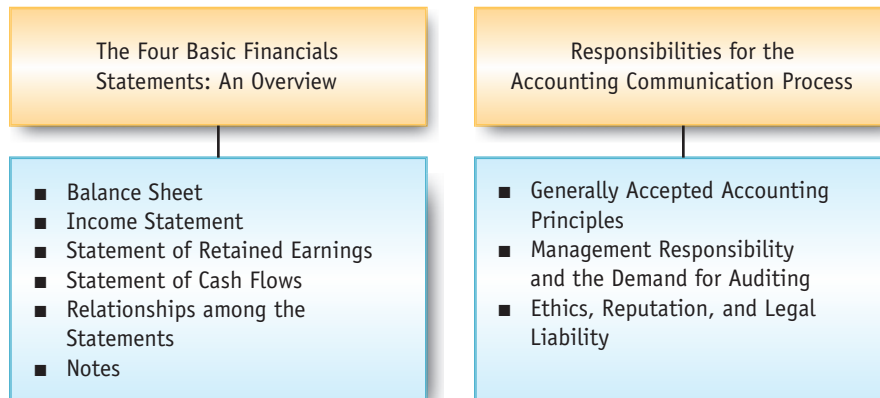 The Four Basic Financials
Statements: An Overview
■ Balance Sheet
■ Income Statement
■ Statement of Retained Earnings
■ Statement of Cash Flows
■ Relationships among the
Statements
■ Notes
Responsibilities for the
Accounting Communication Process
■ Generally Accepted Accounting
Principles
■ Management Responsibility
and the Demand for Auditing
■ Ethics, Reputation, and Legal
Liability